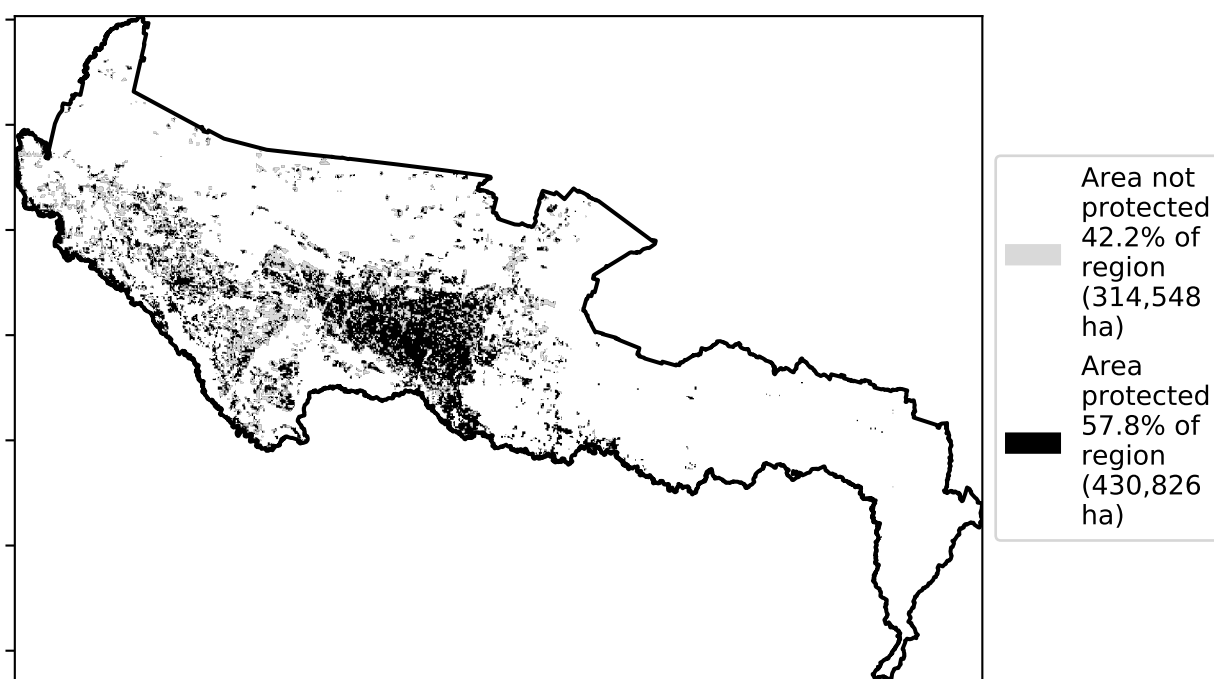 Area not
protected
42.2% of
region
(314,548
ha)
Area
protected
57.8% of
region
(430,826
ha)